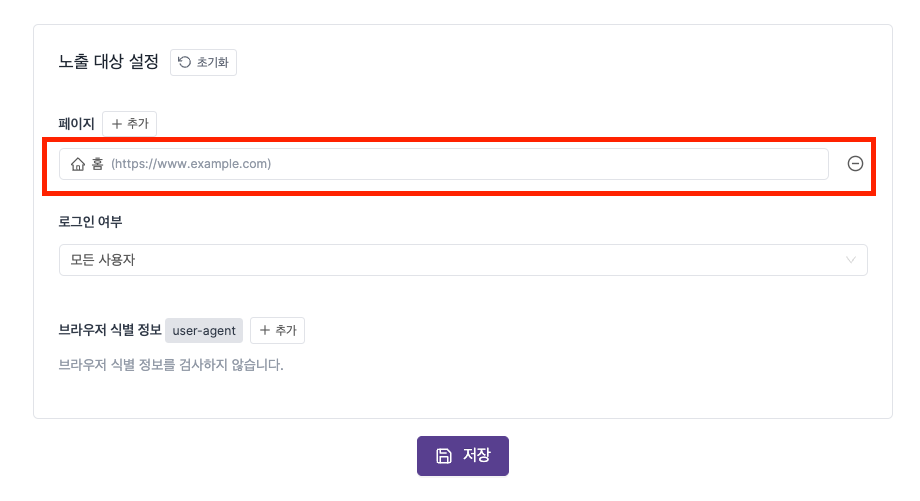 노출 대상 설정 초기화
페이지 + 추가
홈 (https://www.example.com)
로그인 여부
모든 사용자
브라우저 식별 정보 user-agent + 추가
브라우저 식별 정보를 검사하지 않습니다.
저장